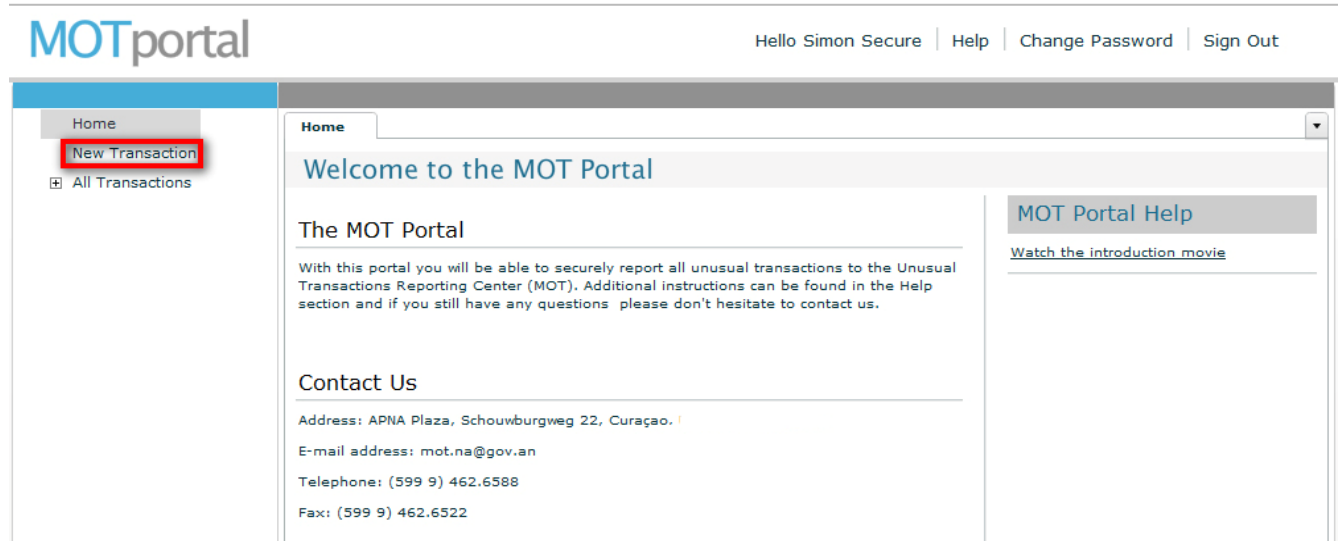 MOTportal
Hello Simon Secure | Help | Change Password | Sign Out
Home
New Transaction
All Transactions
Home
Welcome to the MOT Portal
The MOT Portal
With this portal you will be able to securely report all unusual transactions to the Unusual
Transactions Reporting Center (MOT). Additional instructions can be found in the Help
section and if you still have any questions  please don't hesitate to contact us.
Contact Us
Address: APNA Plaza, Schouwburgweg 22, Curaçao.
E-mail address: mot.na@gov.an
Telephone: (599 9) 462.6588
Fax: (599 9) 462.6522
MOT Portal Help
Watch the introduction movie